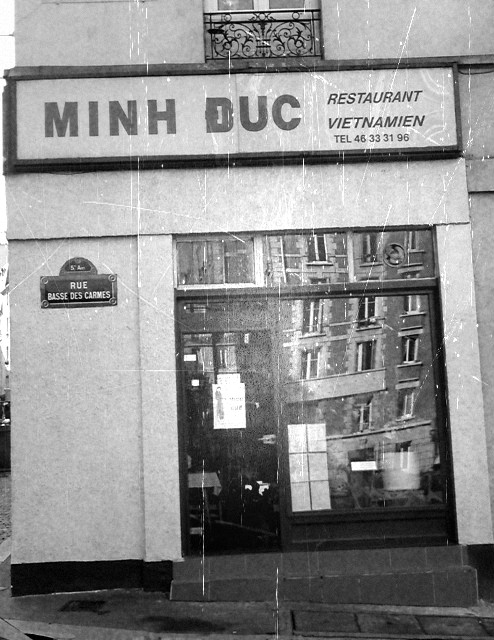 MINH ĐUC
RESTAURANT
VIETNAMIEN
TEL 46 33 31 96
5e Arrt
RUE
BASSE DES CARMES